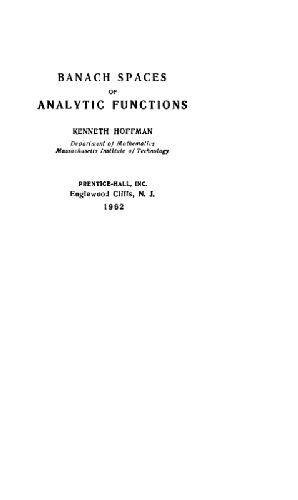 BANACH SPACES
OF
ANALYTIC FUNCTIONS
KENNETH HOFFMAN
Department of Mathematics
Massachusetts Institute of Technology
PRENTICE-HALL, INC.
Englewood Cliffs, N. J.
1962